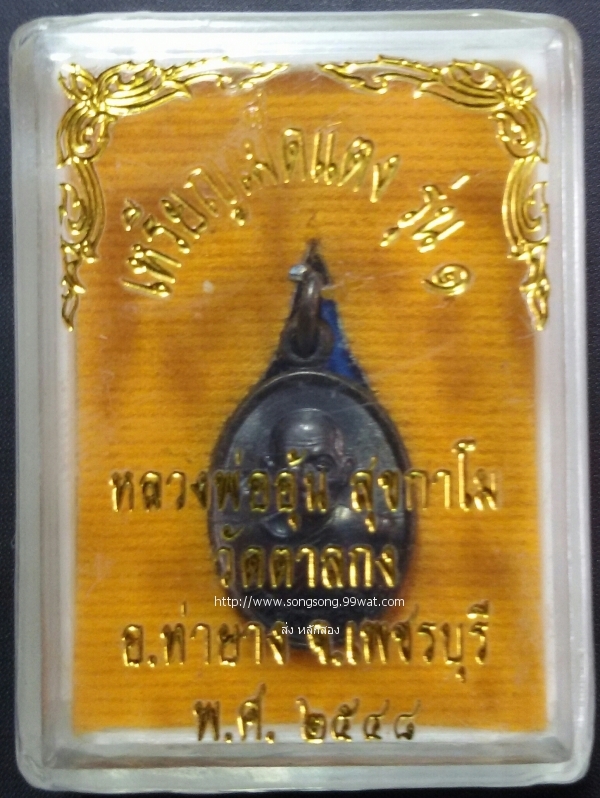 เหรียญเม็ดแตง รุ่น ๑
หลวงพ่ออุ้น สุขกาโม
วัดตาลกง
http://www.songsong.99wat.com
ส่ง หลักสอง
อ.ท่ายาง จ.เพชรบุรี
พ.ศ. ๒๕๔๘